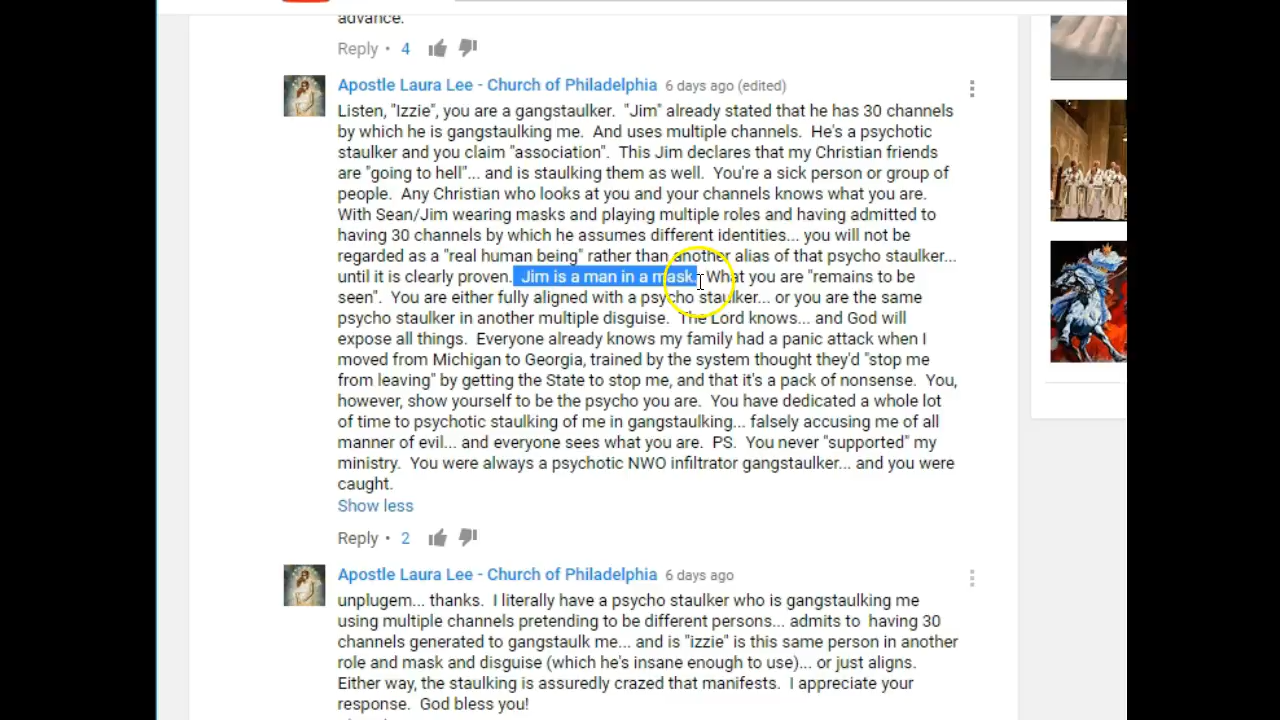 advance.
Reply • 4
Apostle Laura Lee - Church of Philadelphia 6 days ago (edited)
Listen, "Izzie", you are a gangstaulker.  "Jim" already stated that he has 30 channels
by which he is gangstaulking me.  And uses multiple channels.  He's a psychotic
staulker and you claim "association".  This Jim declares that my Christian friends
are "going to hell"... and is staulking them as well.  You're a sick person or group of
people.  Any Christian who looks at you and your channels knows what you are.
With Sean/Jim wearing masks and playing multiple roles and having admitted to
having 30 channels by which he assumes different identities... you will not be
regarded as a "real human being" rather than another alias of that psycho staulker...
until it is clearly proven.  Jim is a man in a mask.  What you are "remains to be
seen".  You are either fully aligned with a psycho staulker... or you are the same
psycho staulker in another multiple disguise.  The Lord knows... and God will
expose all things.  Everyone already knows my family had a panic attack when I
moved from Michigan to Georgia, trained by the system thought they'd "stop me
from leaving" by getting the State to stop me, and that it's a pack of nonsense.  You,
however, show yourself to be the psycho you are.  You have dedicated a whole lot
of time to psychotic staulking of me in gangstaulking... falsely accusing me of all
manner of evil... and everyone sees what you are.  PS.  You never "supported" my
ministry.  You were always a psychotic NWO infiltrator gangstaulker... and you were
caught.
Show less
Reply • 2
Apostle Laura Lee - Church of Philadelphia 6 days ago
unplugem... thanks.  I literally have a psycho staulker who is gangstaulking me
using multiple channels pretending to be different persons... admits to  having 30
channels generated to gangstaulk me... and is "izzie" is this same person in another
role and mask and disguise (which he's insane enough to use)... or just aligns.
Either way, the staulking is assuredly crazed that manifests.  I appreciate your
response.  God bless you!